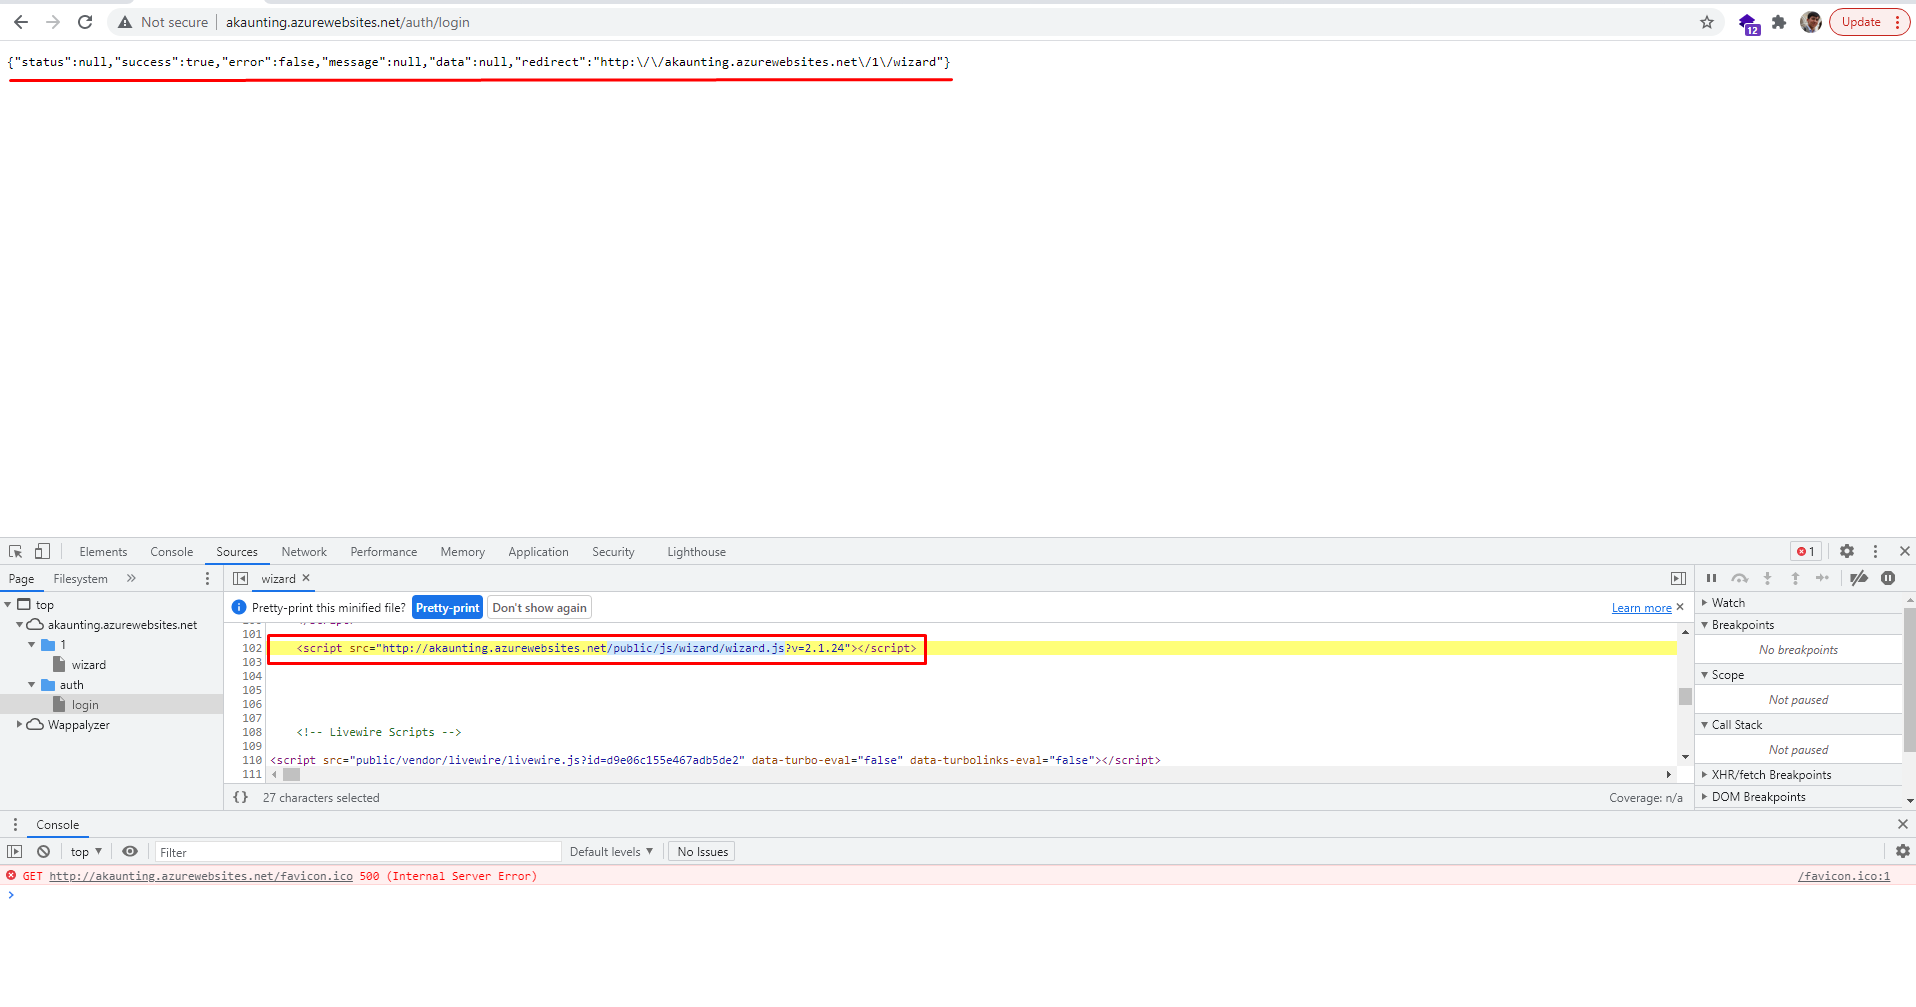 Not secure | akaunting.azurewebsites.net/auth/login
12
Update
{"status":null,"success":true,"error":false,"message":null,"data":null,"redirect":"http:\/\/akaunting.azurewebsites.net\/1\/wizard"}
Elements Console Sources Network Performance Memory Application Security Lighthouse
1
Page Filesystem »
wizard ×
top
akaunting.azurewebsites.net
1
wizard
auth
login
Wappalyzer
Pretty-print this minified file? Pretty-print Don't show again
Learn more ×
101
102 <script src="http://akaunting.azurewebsites.net/public/js/wizard/wizard.js?v=2.1.24"></script>
103
104
105
106
107
108 <!-- Livewire Scripts -->
109
110 <script src="public/vendor/livewire/livewire.js?id=d9e06c155e467adb5de2" data-turbo-eval="false" data-turbolinks-eval="false"></script>
111
{} 27 characters selected
Coverage: n/a
Watch
Breakpoints
No breakpoints
Scope
Not paused
Call Stack
Not paused
XHR/fetch Breakpoints
DOM Breakpoints
Console
top ▼ Filter Default levels ▼ No Issues
GET http://akaunting.azurewebsites.net/favicon.ico 500 (Internal Server Error)
/favicon.ico:1
>